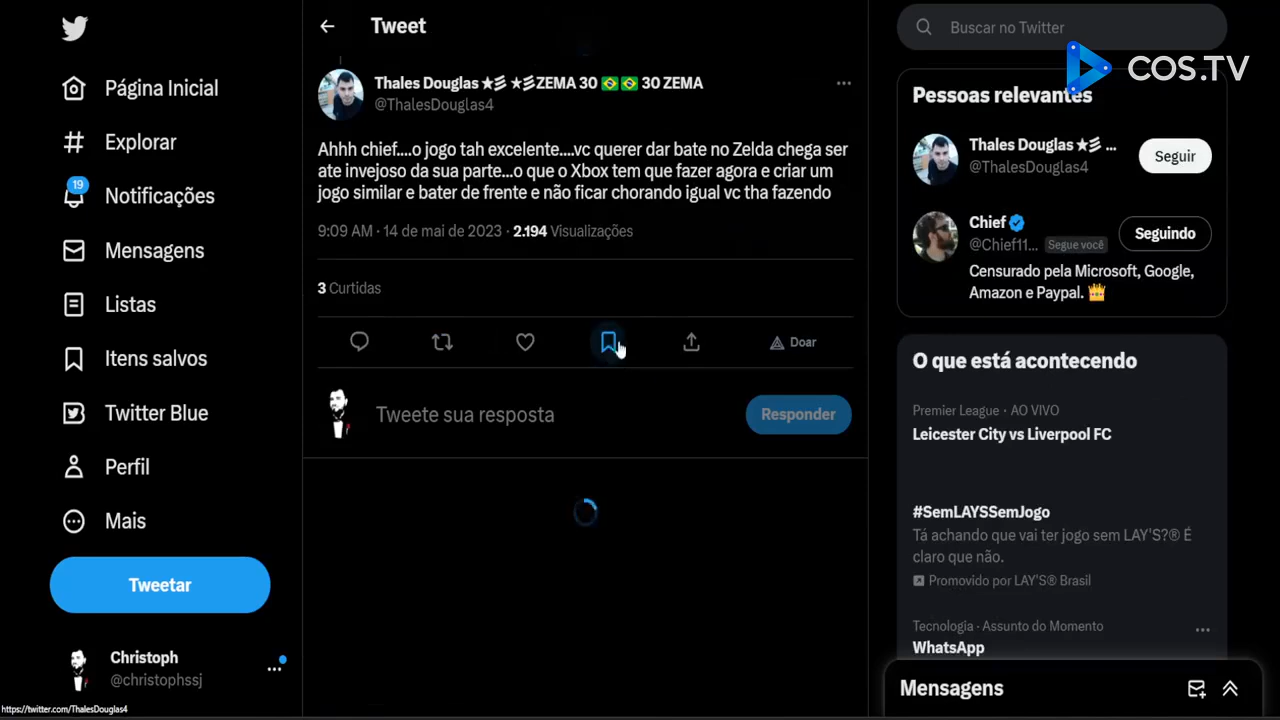 Página Inicial
Explorar
19
Notificações
Mensagens
Listas
Itens salvos
Twitter Blue
Perfil
Mais
Tweetar
Christoph
@christophssj
https://twitter.com/ThalesDouglas4
Tweet
Thales Douglas ★彡 ★彡ZEMA 30 🇧🇷🇧🇷 30 ZEMA
@ThalesDouglas4
Ahhh chief....o jogo tah excelente....vc querer dar bate no Zelda chega ser
ate invejoso da sua parte...o que o Xbox tem que fazer agora e criar um
jogo similar e bater de frente e não ficar chorando igual vc tha fazendo
9:09 AM · 14 de mai de 2023 · 2.194 Visualizações
3 Curtidas
Doar
Tweete sua resposta
Responder
Buscar no Twitter
COS.TV
Pessoas relevantes
Thales Douglas ★彡 ...
@ThalesDouglas4
Seguir
Chief
@Chief11... Segue você
Seguindo
Censurado pela Microsoft, Google,
Amazon e Paypal. 👑
O que está acontecendo
Premier League · AO VIVO
Leicester City vs Liverpool FC
#SemLAYSSemJogo
Tá achando que vai ter jogo sem LAY'S?® É
claro que não.
Promovido por LAY'S® Brasil
Tecnologia · Assunto do Momento
WhatsApp
Mensagens